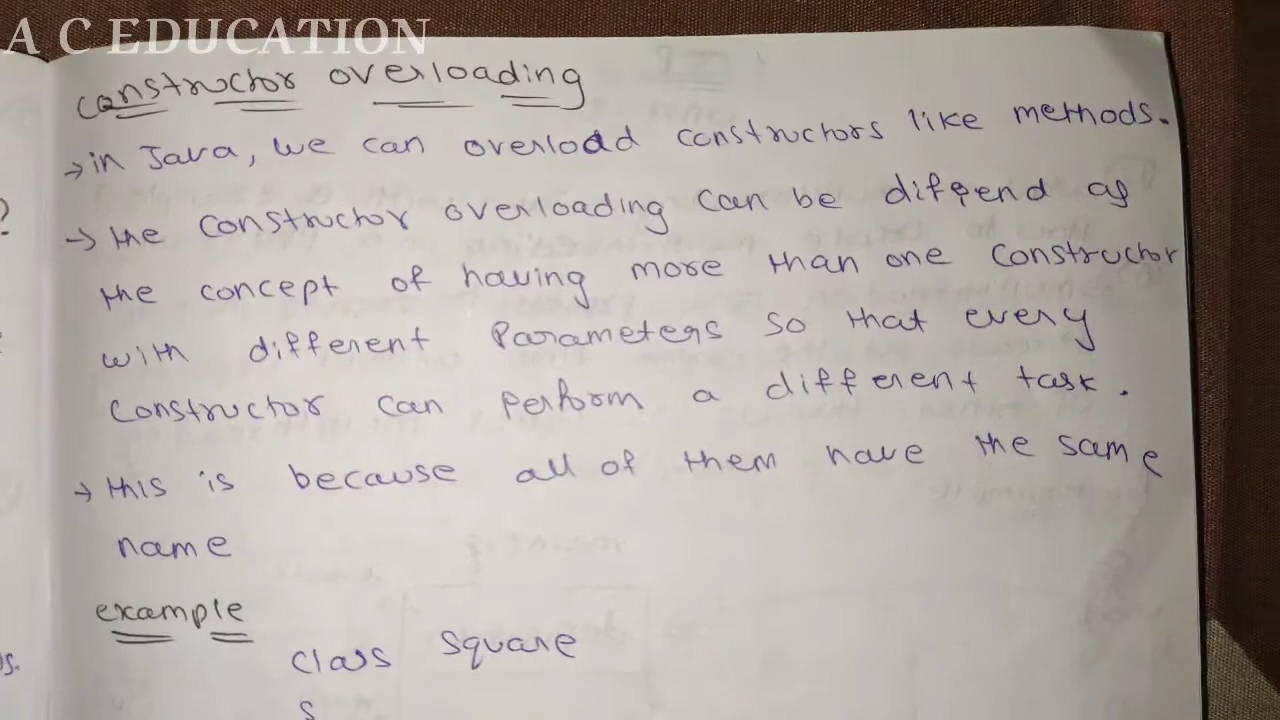 A C EDUCATION
constructor overloading
→ in Java, we can overload constructors like methods.
→ the constructor overloading can be diffend as
the concept of having more than one constructor
with different Parameters so that every
constructor can perform a different task.
→ this is because all of them have the same
name
example
class Square
?
s.